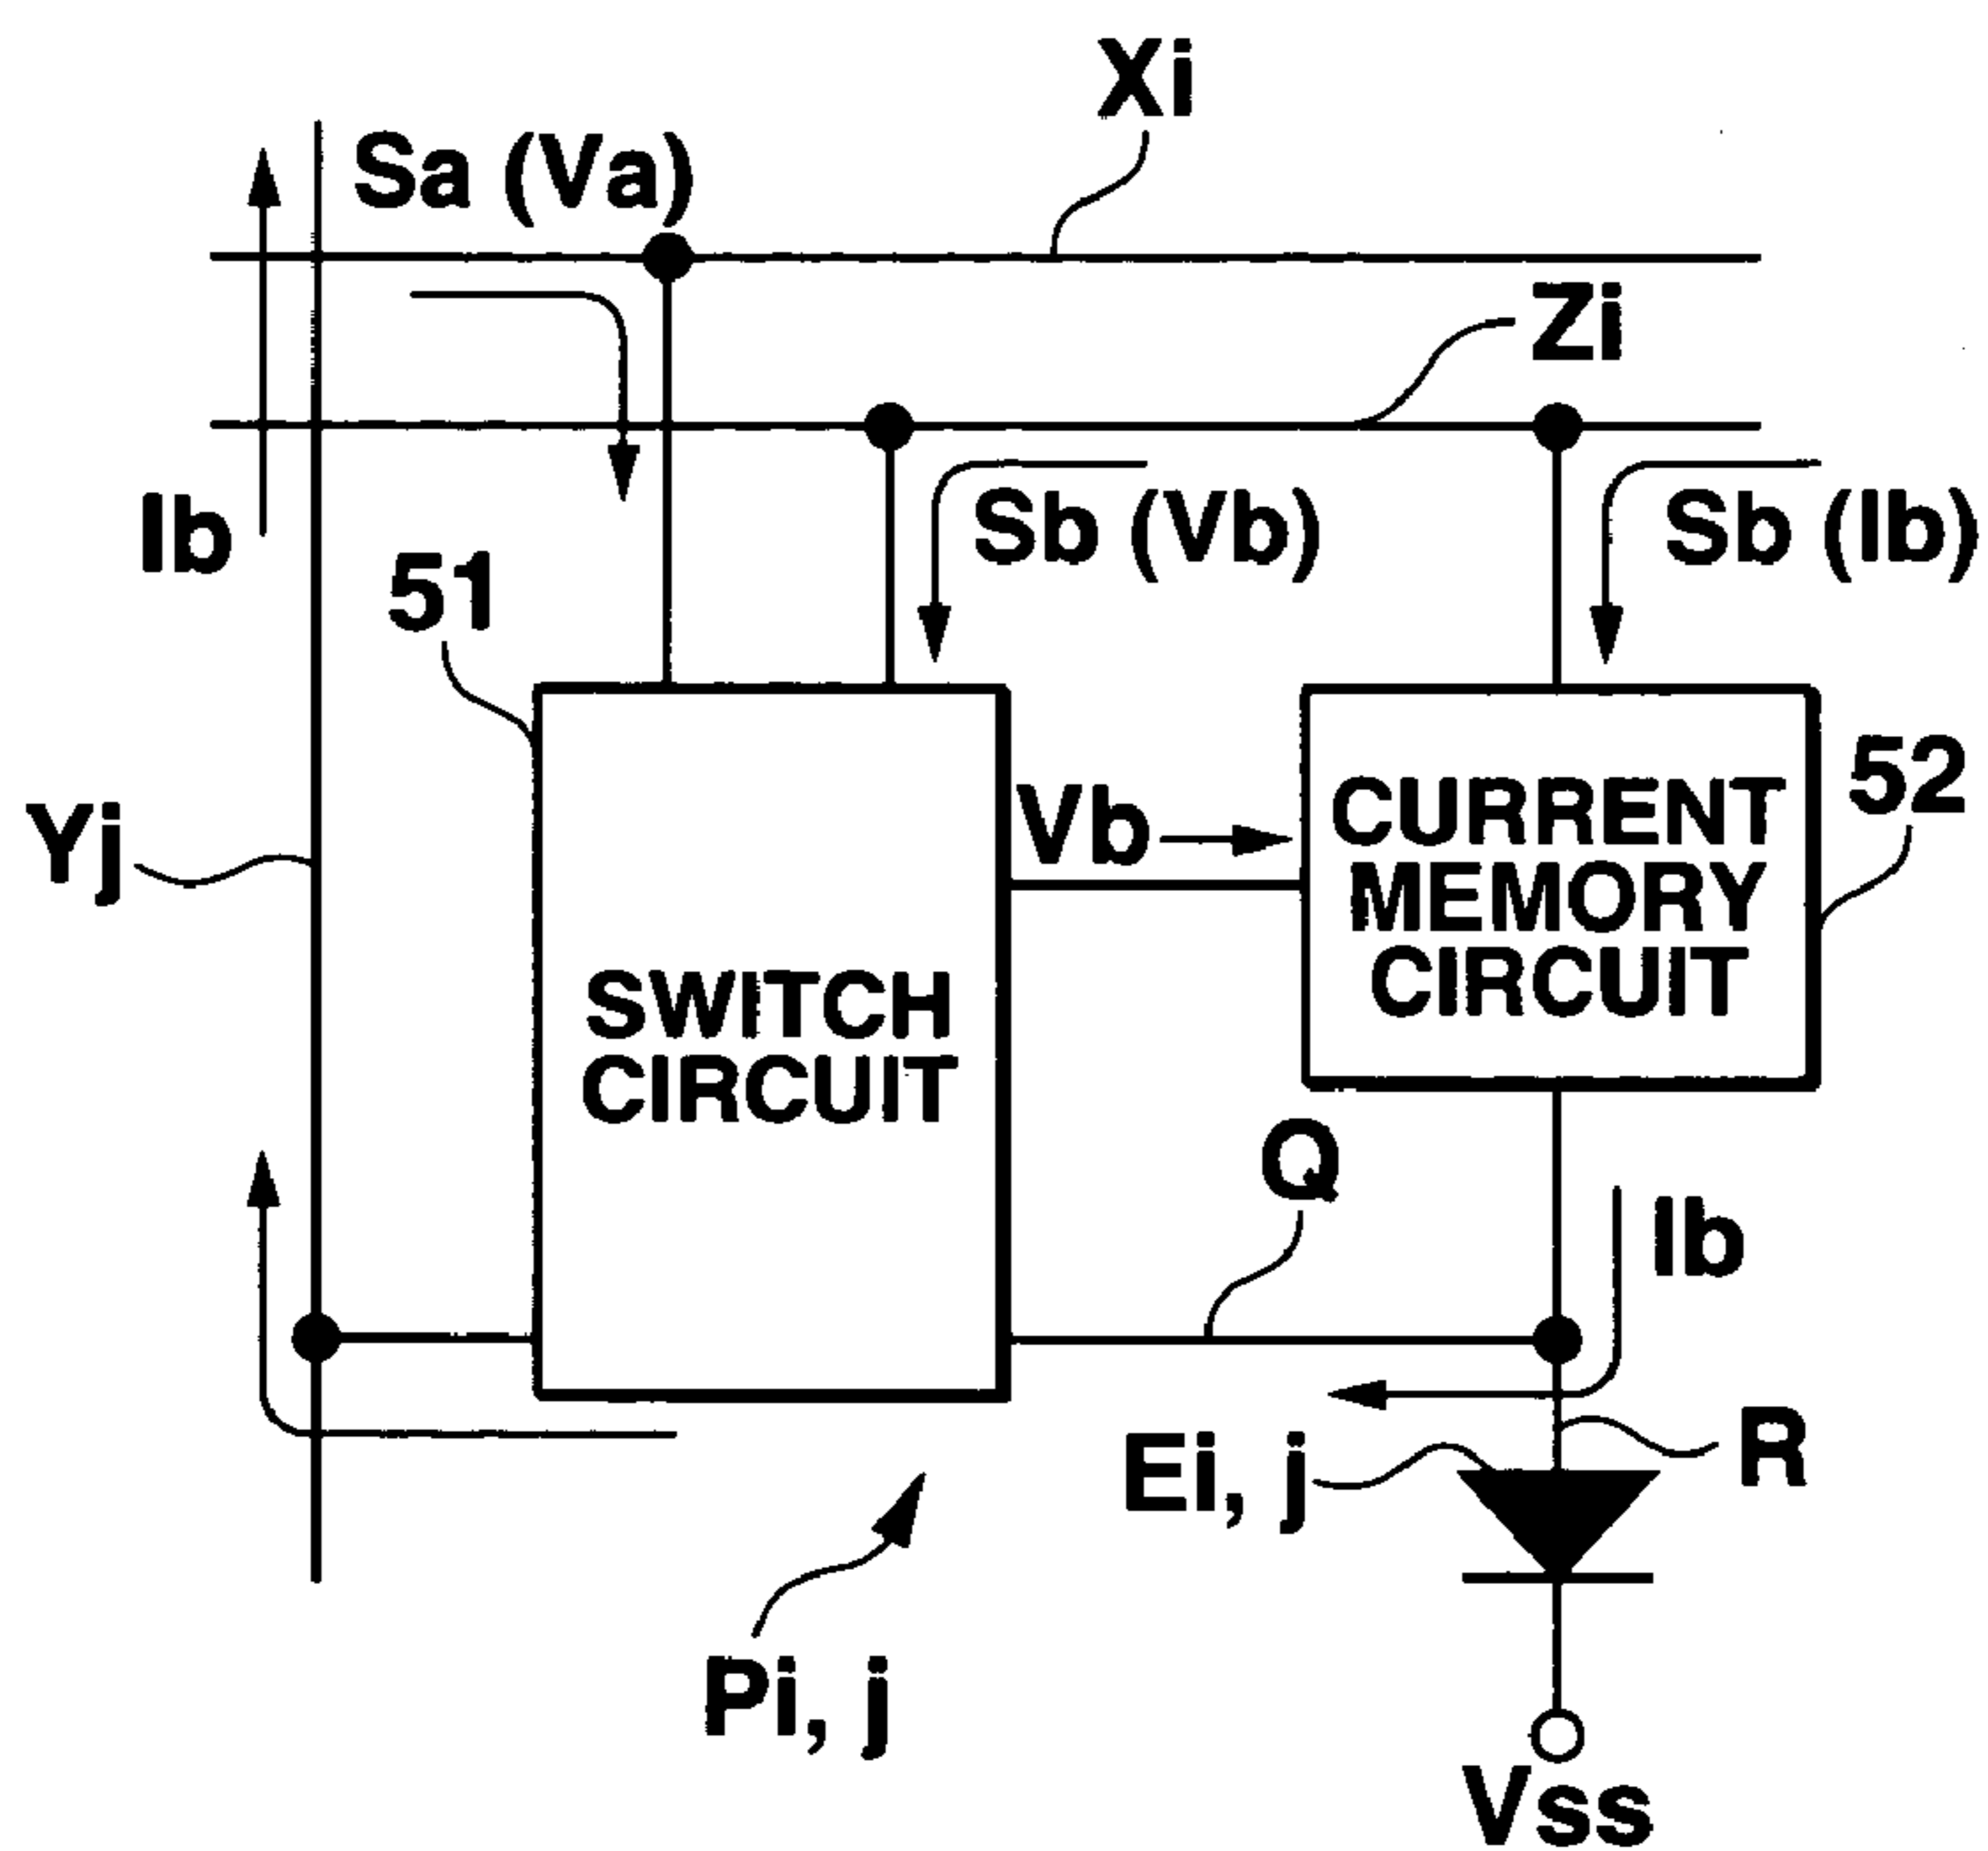 Xi
Sa (Va)
Zi
Ib
Sb (Vb)
Sb (Ib)
51
52
Yj
Vb
CURRENT
MEMORY
CIRCUIT
SWITCH
CIRCUIT
Q
Ib
Ei, j
R
Pi, j
Vss